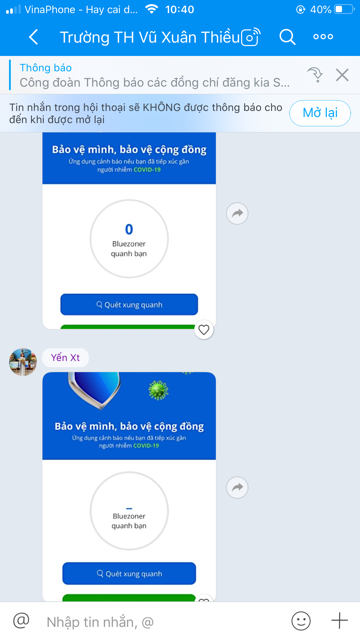 VinaPhone - Hay cai d...
10:40
40%
Trường TH Vũ Xuân Thiều
Thông báo
Công đoàn Thông báo các đồng chí đăng kia S...
Tin nhắn trong hội thoại sẽ KHÔNG được thông báo cho
đến khi được mở lại
Mở lại
Bảo vệ mình, bảo vệ cộng đồng
Ứng dụng cảnh báo nếu bạn đã tiếp xúc gần
người nhiễm COVID-19
0
Bluezoner
quanh bạn
Quét xung quanh
Yến Xt
Bảo vệ mình, bảo vệ cộng đồng
Ứng dụng cảnh báo nếu bạn đã tiếp xúc gần
người nhiễm COVID-19
–
Bluezoner
quanh bạn
Quét xung quanh
@ Nhập tin nhắn, @